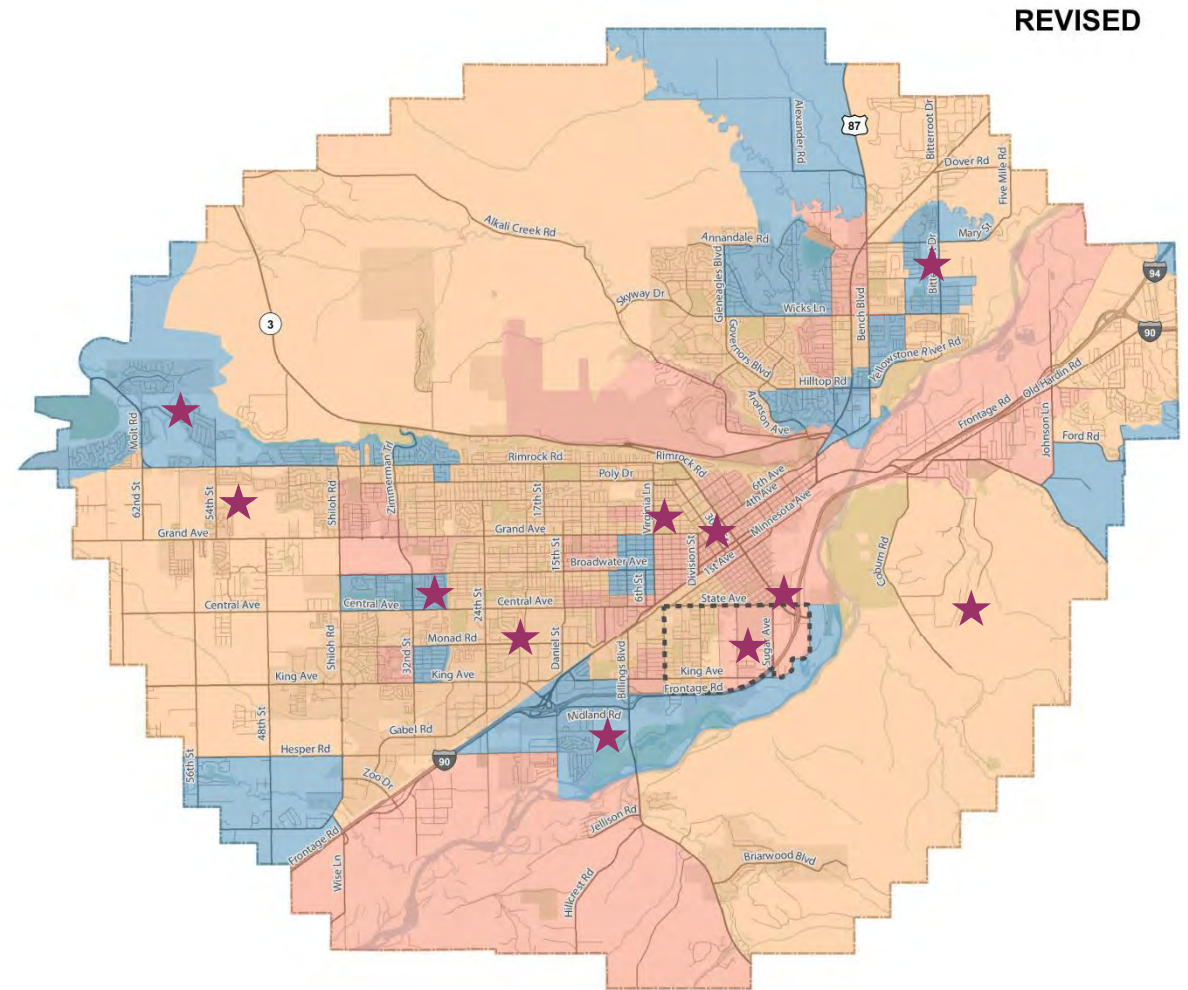 REVISED
87
Alexander Rd
Bitterroot Dr
Dover Rd
Five Mile Rd
Mary St
Alkali Creek Rd
Annandale Rd
Gleneagles Blvd
Skyway Dr
Wicks Ln
Bench Blvd
Governors Blvd
Yellowstone River Rd
Hilltop Rd
Aronson Ave
94
90
3
Old Hardin Rd
Frontage Rd
Johnson Ln
Ford Rd
Molt Rd
Zimmerman Trl
Rimrock Rd
Rimrock Rd
Poly Dr
6th Ave
4th Ave
Minnesota Ave
62nd St
54th St
Shiloh Rd
17th St
Virginia Ln
Grand Ave
Grand Ave
Division St
1st Ave
15th St
Broadwater Ave
6th St
Coburn Rd
Central Ave
Central Ave
24th St
Central Ave
State Ave
Shiloh Rd
32nd St
Monad Rd
Daniel St
Billings Blvd
Sugar Ave
King Ave
King Ave
King Ave
Frontage Rd
48th St
Gabel Rd
Midland Rd
56th St
Hesper Rd
Zoo Dr
90
Frontage Rd
Wise Ln
Jellison Rd
Hillcrest Rd
Briarwood Blvd